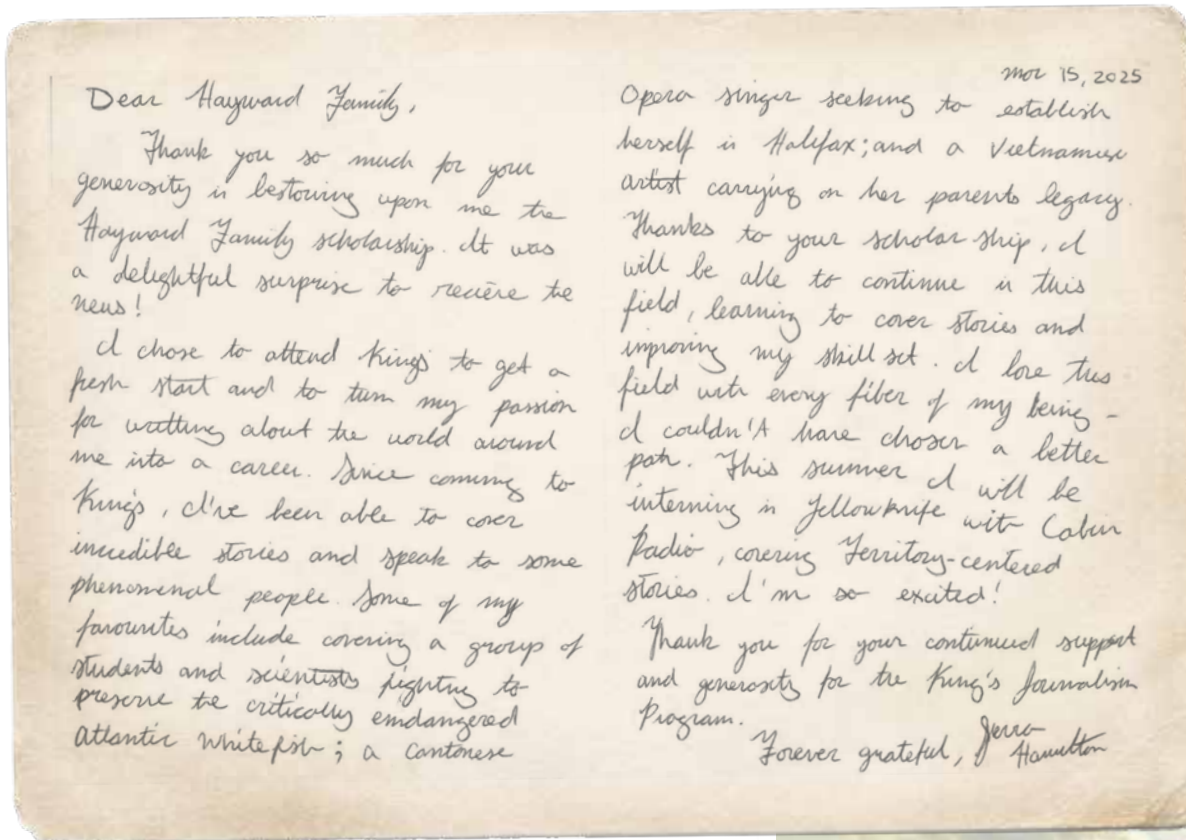 Dear Hayward Family,
Thank you so much for your
generosity in bestowing upon me the
Hayward Family scholarship. It was
a delightful surprise to recieve the
news!
I chose to attend King's to get a
fresh start and to turn my passion
for writting about the world around
me into a career. Since coming to
King's, I've been able to cover
incredible stories and speak to some
phenomenal people. Some of my
favourites include covering a group of
students and scientists fighting to
preserve the critically emdangered
Atlantic Whitefish; a Cantonese
Mar 15, 2025
Opera singer seeking to establish
herself in Halifax; and a Vietnamese
artist carrying on her parents legacy.
Thanks to your scholarship, I
will be able to continue in this
field, learning to cover stories and
improving my skill set. I love this
field with every fiber of my being -
I couldn't have chosen a better
path. This summer I will be
interning in Yellowknife with Cabin
Radio, covering Territory-centered
stories. I'm so excited!
Thank you for your continued support
and generosity for the King's Journalism
Program.
Forever grateful, Jenna
Hamilton